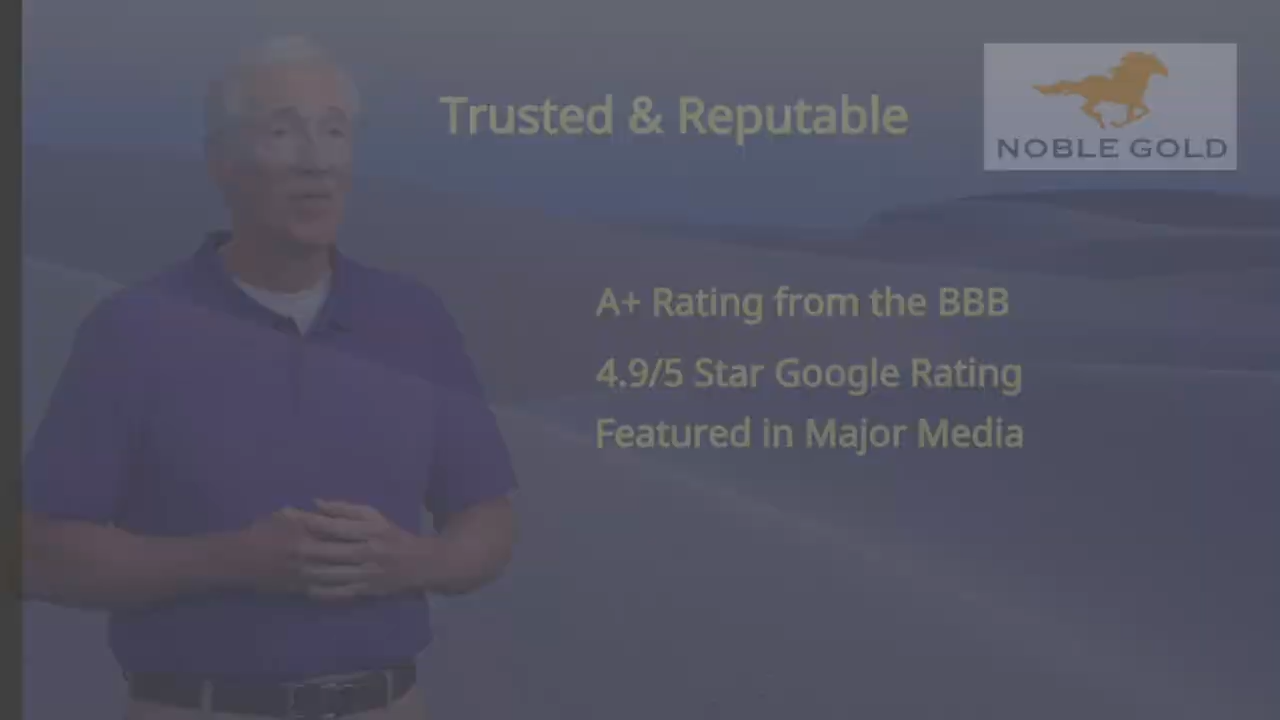 Trusted & Reputable
NOBLE GOLD
A+ Rating from the BBB
4.9/5 Star Google Rating
Featured in Major Media